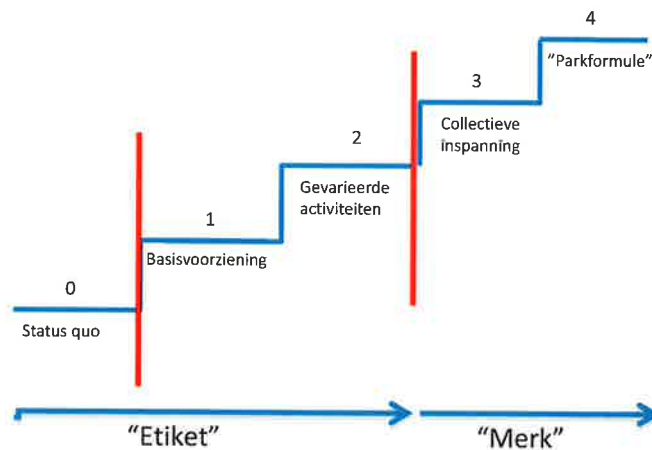 4
"Parkformule"
3
Collectieve
inspanning
2
Gevarieerde
activiteiten
1
Basisvoorziening
0
Status quo
"Etiket"
"Merk"